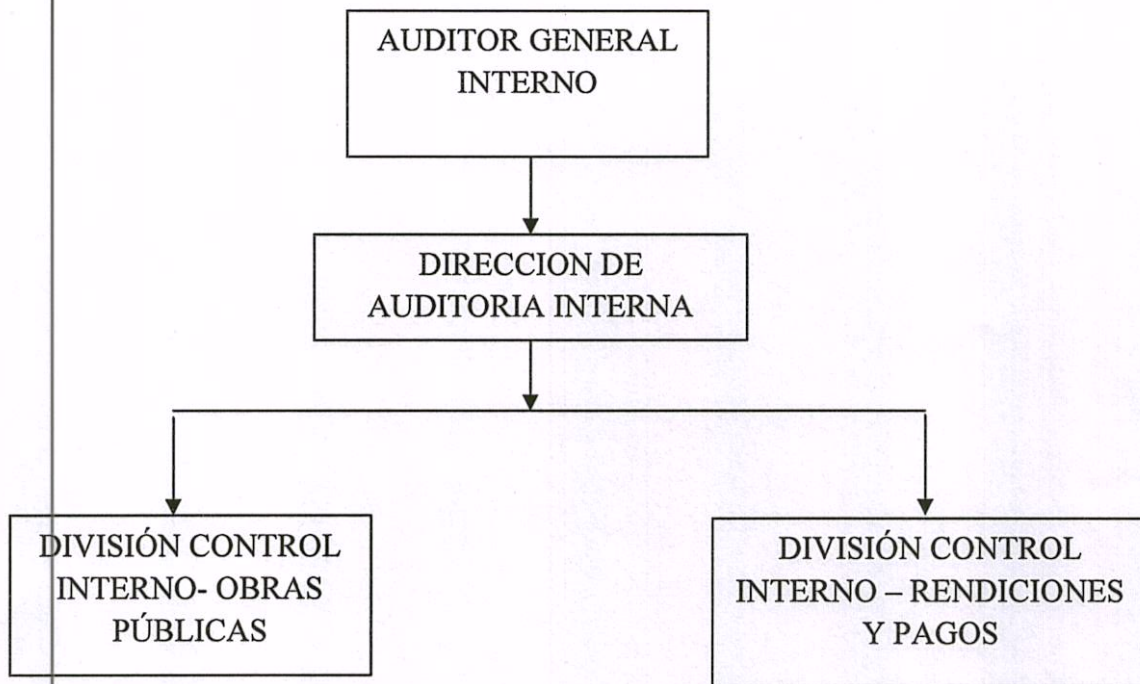 AUDITOR GENERAL
INTERNO
DIRECCION DE
AUDITORIA INTERNA
DIVISIÓN CONTROL
INTERNO- OBRAS
PÚBLICAS
DIVISIÓN CONTROL
INTERNO – RENDICIONES
Y PAGOS